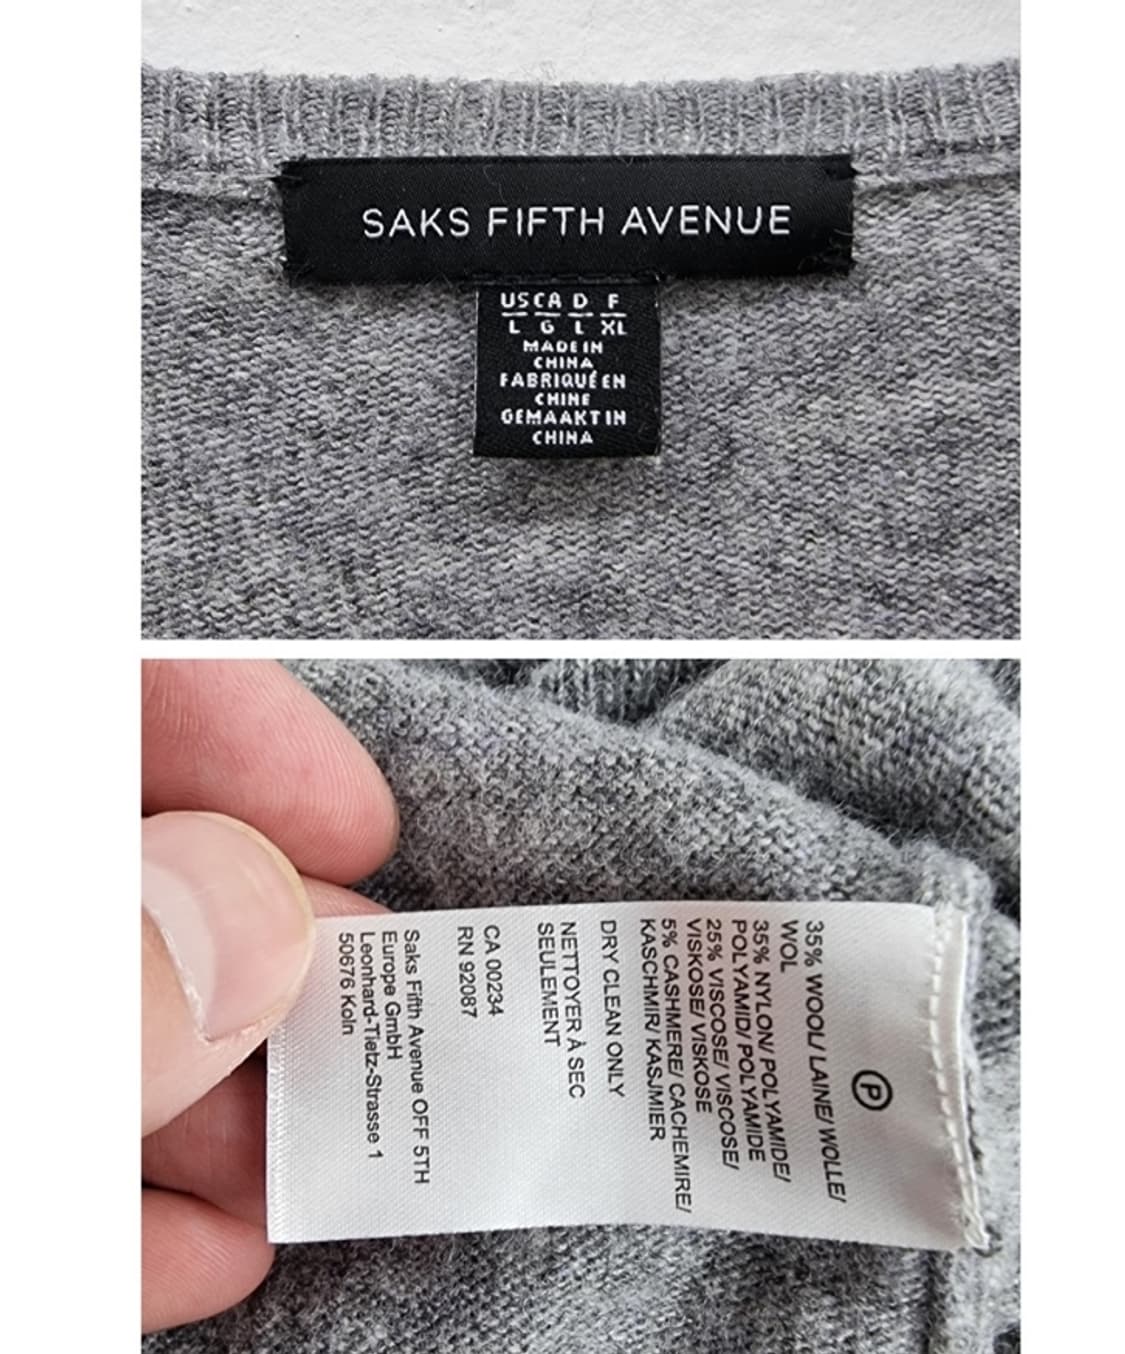 SAKS FIFTH AVENUE
US CA D F
L G L XL
MADE IN
CHINA
FABRIQUÉ EN
CHINE
GEMAAKT IN
CHINA
P
35% WOOL/ LAINE/ WOLLE/
WOL
35% NYLON/ POLYAMIDE/
POLYAMID/ POLYAMIDE
25% VISCOSE/ VISCOSE/
VISKOSE/ VISKOSE
5% CASHMERE/ CACHEMIRE/
KASCHMIR/ KASJMIER
DRY CLEAN ONLY
NETTOYER À SEC
SEULEMENT
CA 00234
RN 92087
Saks Fifth Avenue OFF 5TH
Europe GmbH
Leonhard-Tietz-Strasse 1
50676 Koln